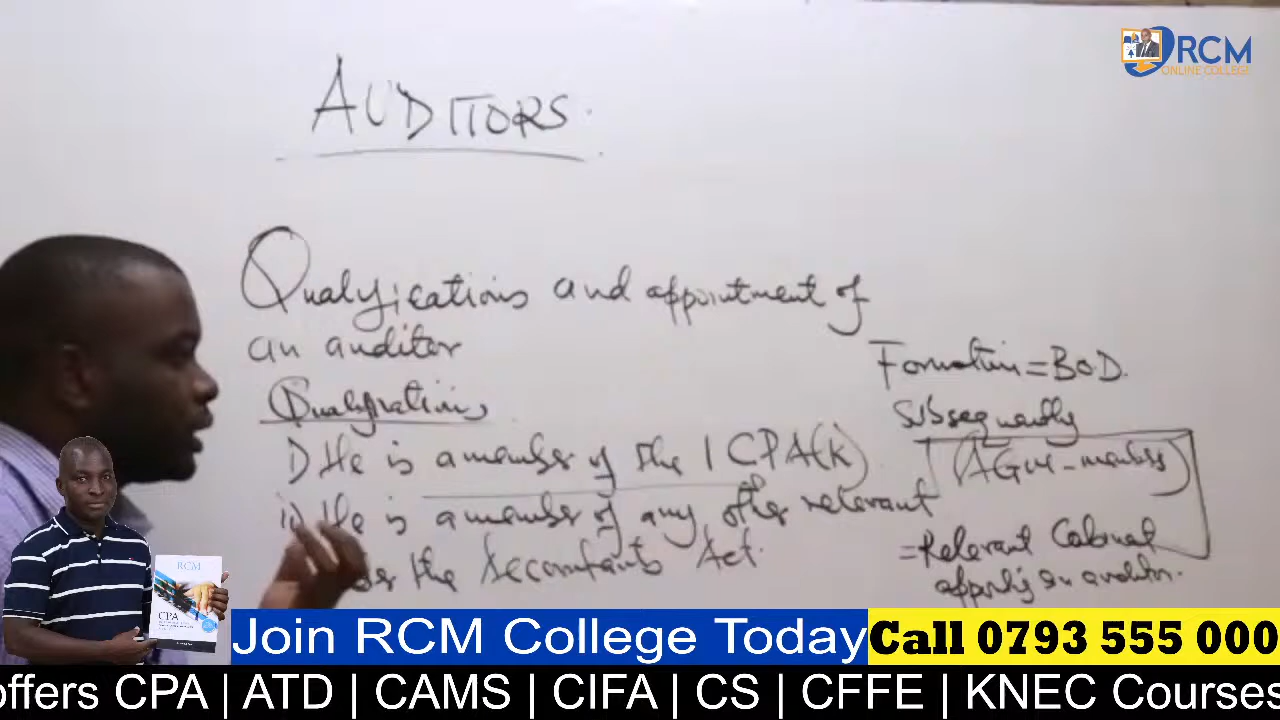 RCM
ONLINE COLLEGE
AUDITORS.
Qualifications and appointment of
an auditor
Qualifications
i) He is a member of the ICPA(K)
ii) He is a member of any other relevant
the Accountants Act.
Formation = BOD.
Subsequently
(AGM - members)
= Relevant Cabinet
an auditor.
RCM
CPA
Join RCM College Today
Call 0793 555 000
offers CPA | ATD | CAMS | CIFA | CS | CFFE | KNEC Courses